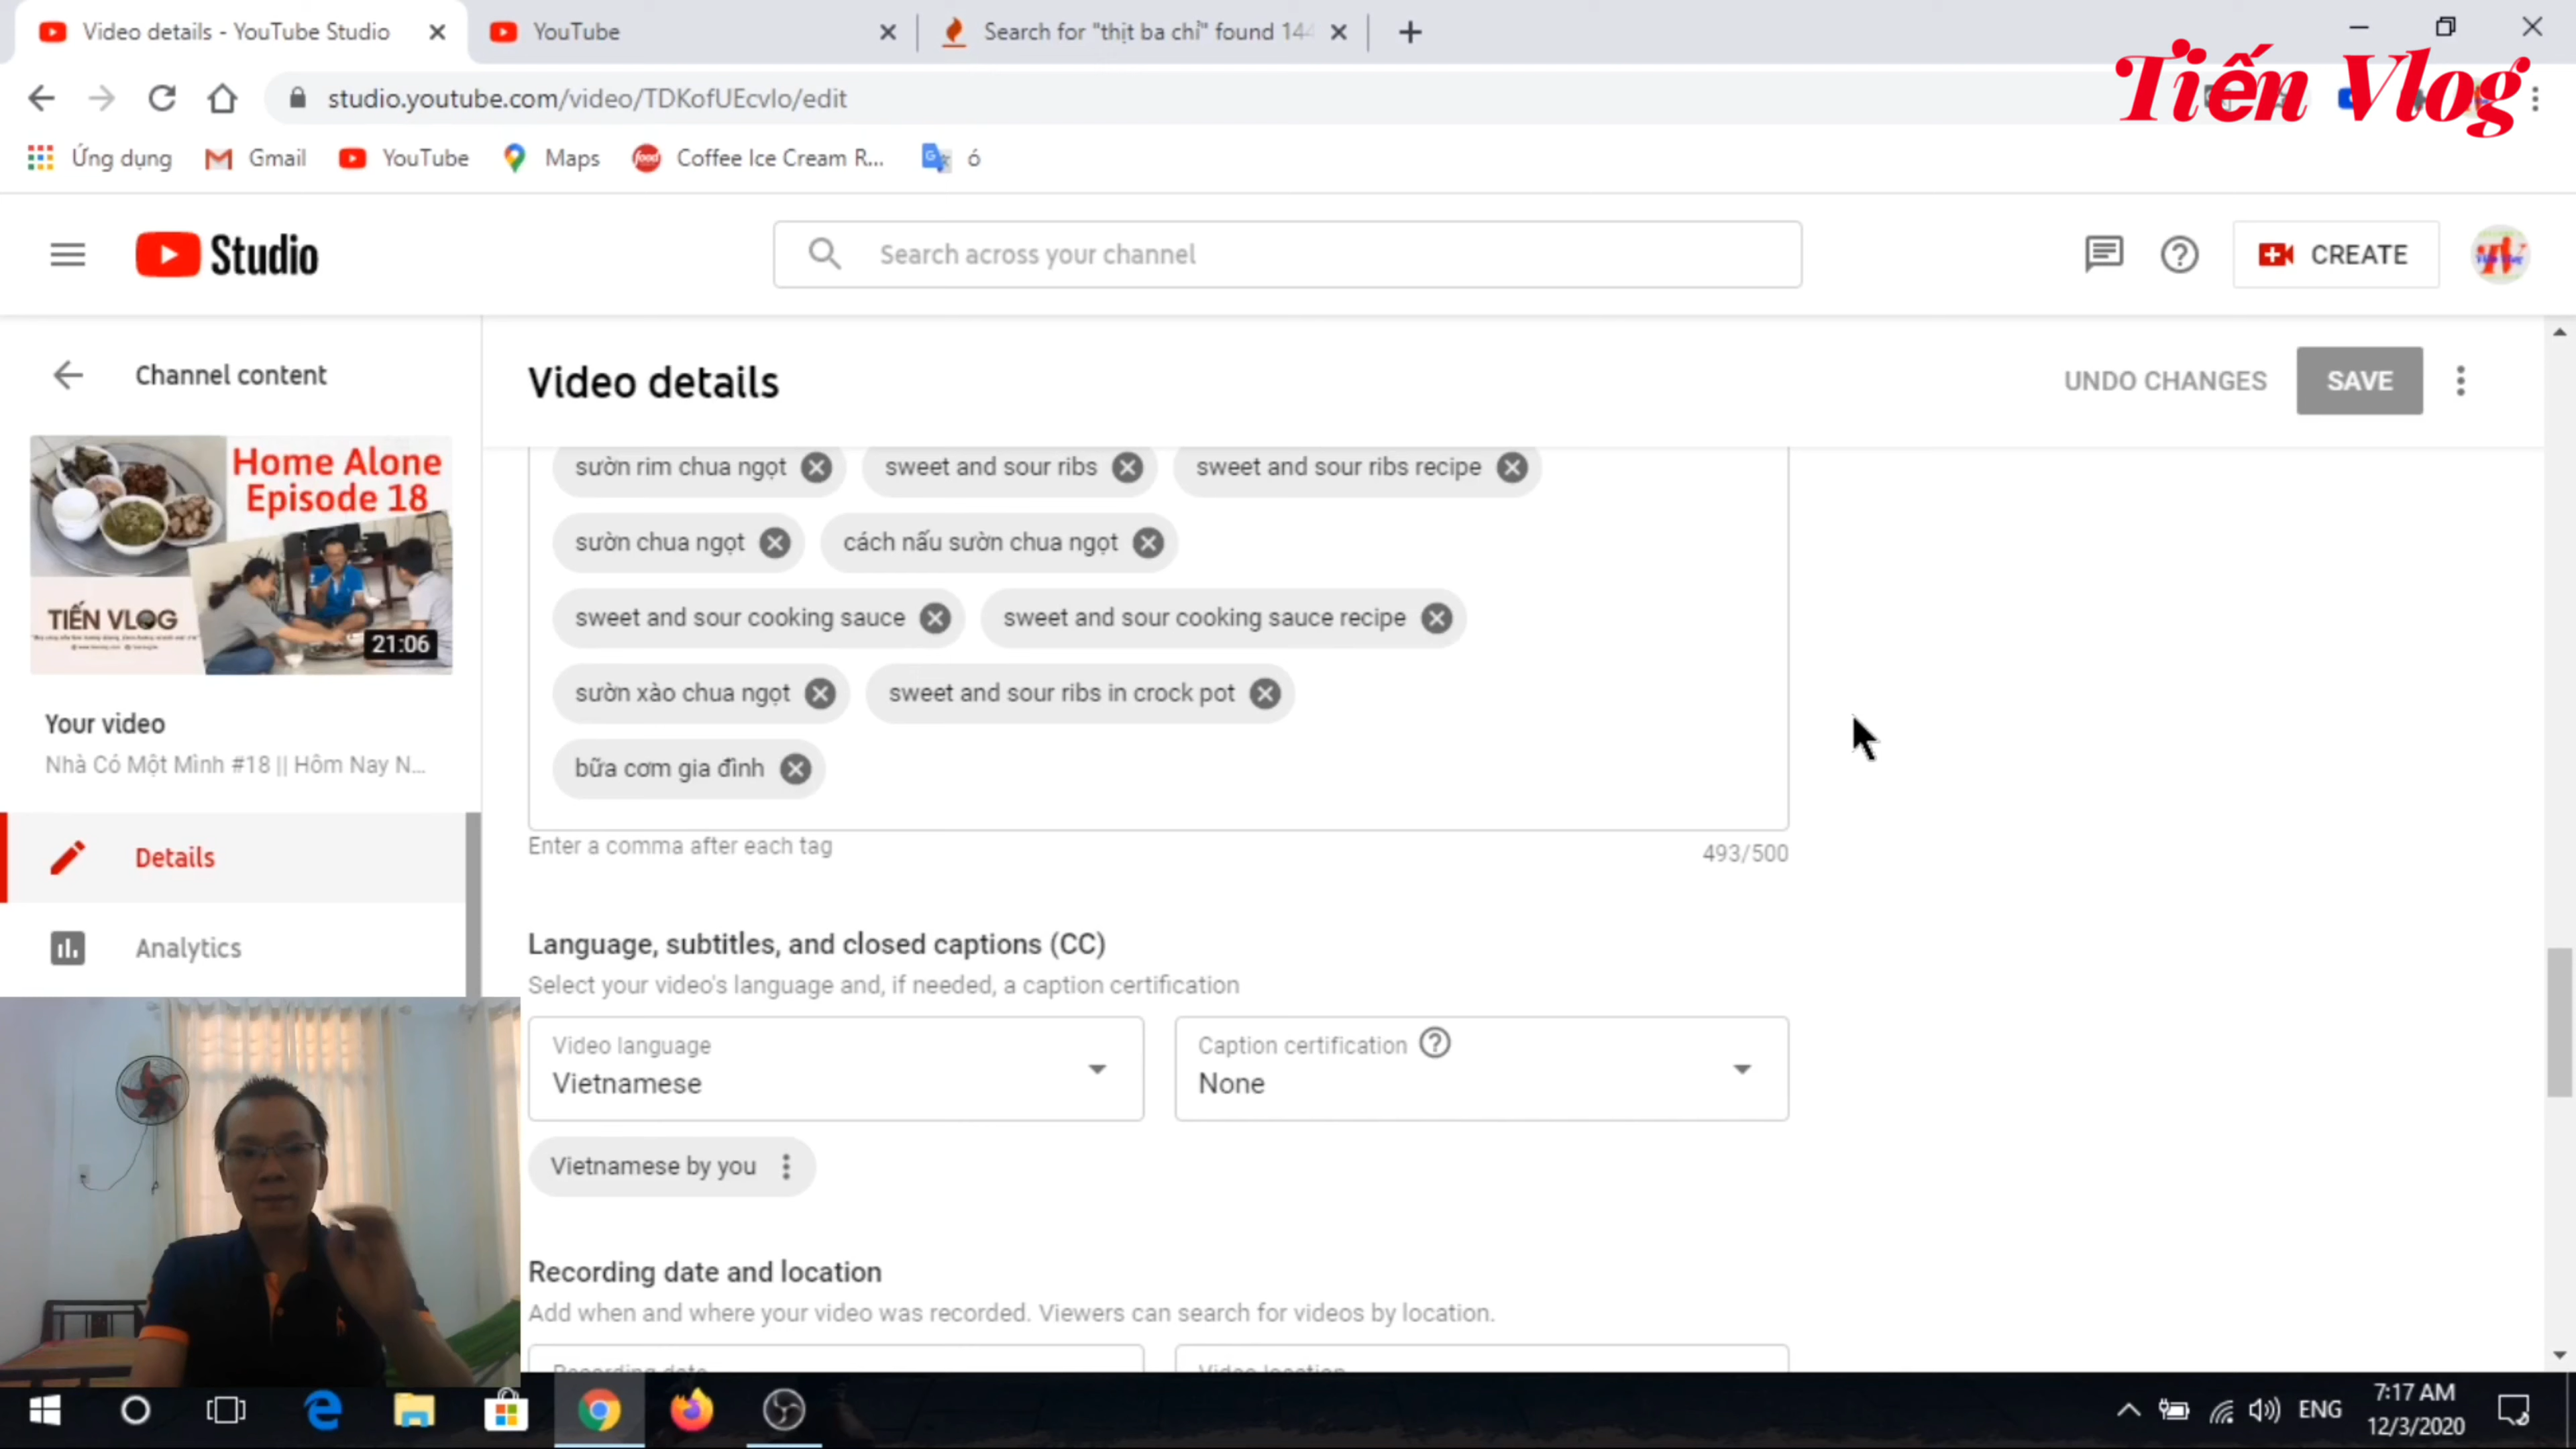 Video details - YouTube Studio
YouTube
Search for "thịt ba chỉ" found 144
Tiến Vlog
studio.youtube.com/video/TDKofUEcvlo/edit
Ứng dụng
Gmail
YouTube
Maps
Coffee Ice Cream R...
ó
Studio
Search across your channel
CREATE
Channel content
Video details
UNDO CHANGES
SAVE
Home Alone
Episode 18
TIẾN VLOG
21:06
Your video
Nhà Có Một Mình #18 || Hôm Nay N...
Details
Analytics
sườn rim chua ngọt
sweet and sour ribs
sweet and sour ribs recipe
sườn chua ngọt
cách nấu sườn chua ngọt
sweet and sour cooking sauce
sweet and sour cooking sauce recipe
sườn xào chua ngọt
sweet and sour ribs in crock pot
bữa cơm gia đình
Enter a comma after each tag
493/500
Language, subtitles, and closed captions (CC)
Select your video's language and, if needed, a caption certification
Video language
Vietnamese
Caption certification
None
Vietnamese by you
Recording date and location
Add when and where your video was recorded. Viewers can search for videos by location.
Recording date
Video location
ENG
7:17 AM
12/3/2020